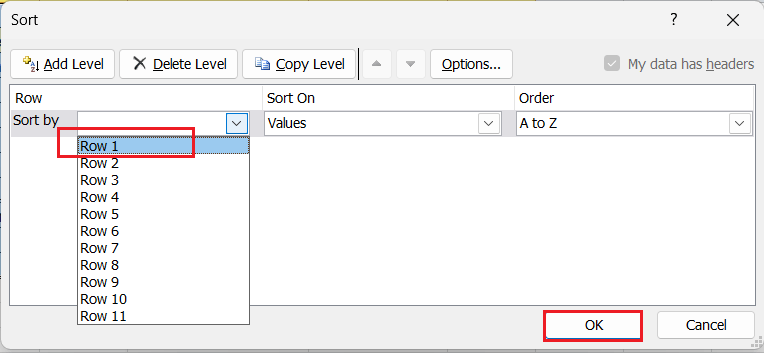 Sort
?
Add Level Delete Level Copy Level Options... My data has headers
Row Sort On Order
Sort by Values A to Z
Row 1
Row 2
Row 3
Row 4
Row 5
Row 6
Row 7
Row 8
Row 9
Row 10
Row 11
OK Cancel